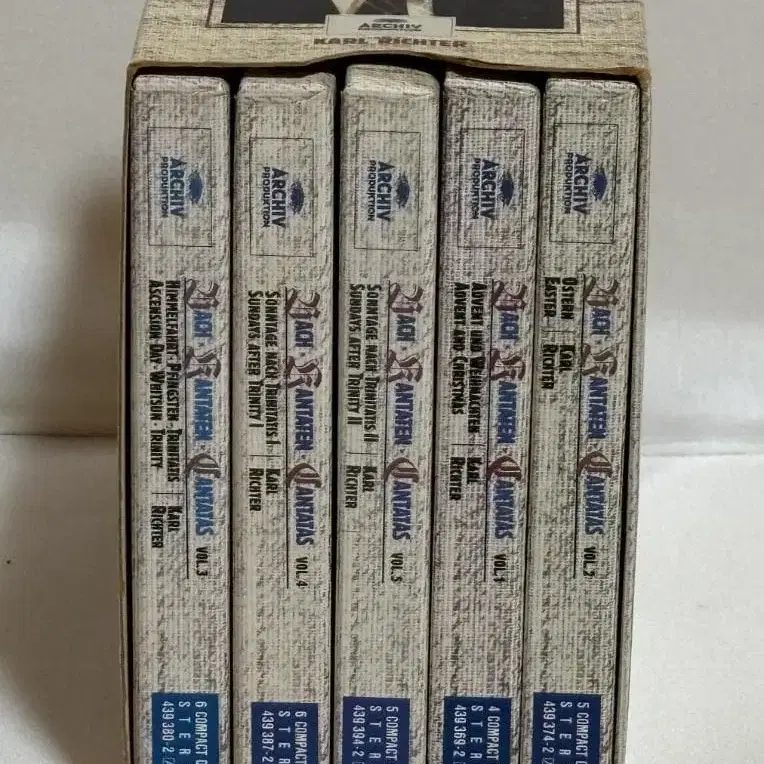 ARCHIV
KARL RICHTER
ARCHIV
PRODUKTION
BACH · KANTATEN · CANTATAS VOL.3
HIMMELFAHRT · PFINGSTEN · TRINITATIS
ASCENSION DAY · WHITSUN · TRINITY
KARL
RICHTER
6 COMPACT
STER
439 380-2
ARCHIV
PRODUKTION
BACH · KANTATEN · CANTATAS VOL.4
SONNTAGE NACH TRINITATIS I
SUNDAYS AFTER TRINITY I
KARL
RICHTER
6 COMPACT
STER
439 387-2
ARCHIV
PRODUKTION
BACH · KANTATEN · CANTATAS VOL.5
SONNTAGE NACH TRINITATIS II
SUNDAYS AFTER TRINITY II
KARL
RICHTER
5 COMPACT
STER
439 394-2
ARCHIV
PRODUKTION
BACH · KANTATEN · CANTATAS VOL.1
ADVENT UND WEIHNACHTEN
ADVENT AND CHRISTMAS
KARL
RICHTER
4 COMPACT
STER
439 369-2
ARCHIV
PRODUKTION
BACH · KANTATEN · CANTATAS VOL.2
OSTERN
EASTER
KARL
RICHTER
5 COMPACT
STER
439 374-2